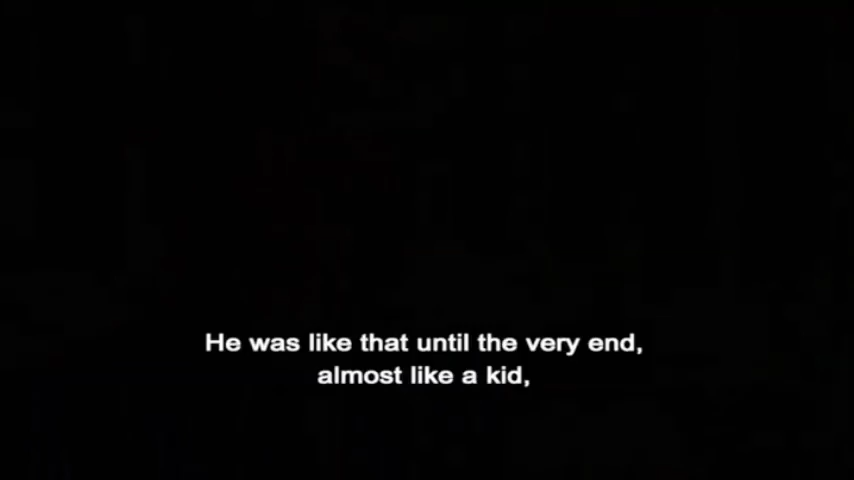 He was like that until the very end,
almost like a kid,